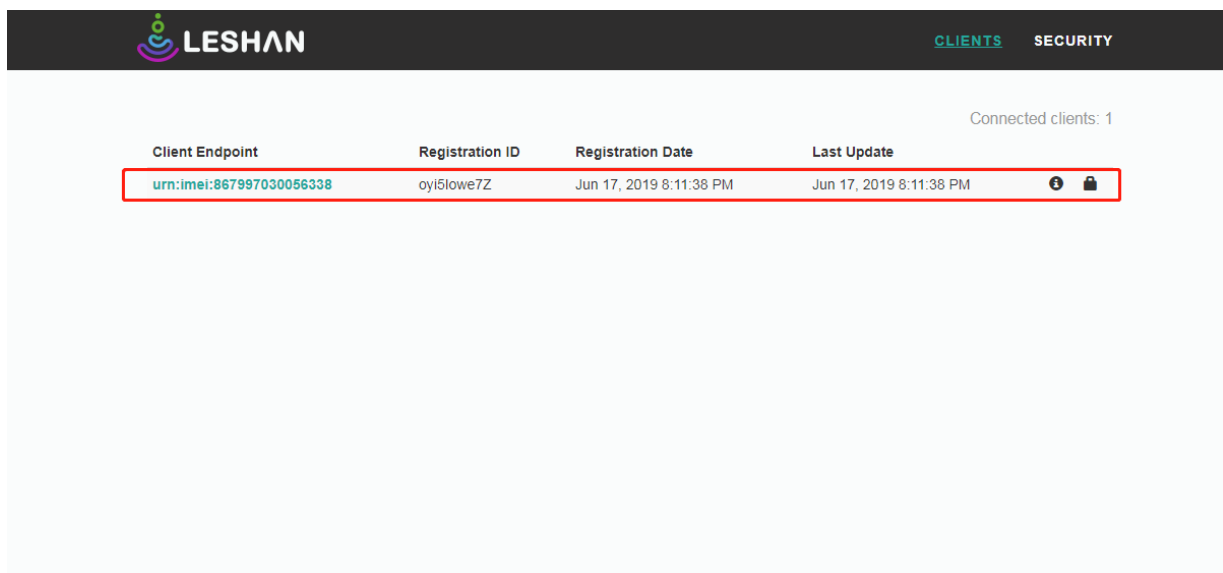 LESHΛN
CLIENTS SECURITY
Connected clients: 1
Client Endpoint Registration ID Registration Date Last Update
urn:imei:867997030056338 oyi5lowe7Z Jun 17, 2019 8:11:38 PM Jun 17, 2019 8:11:38 PM